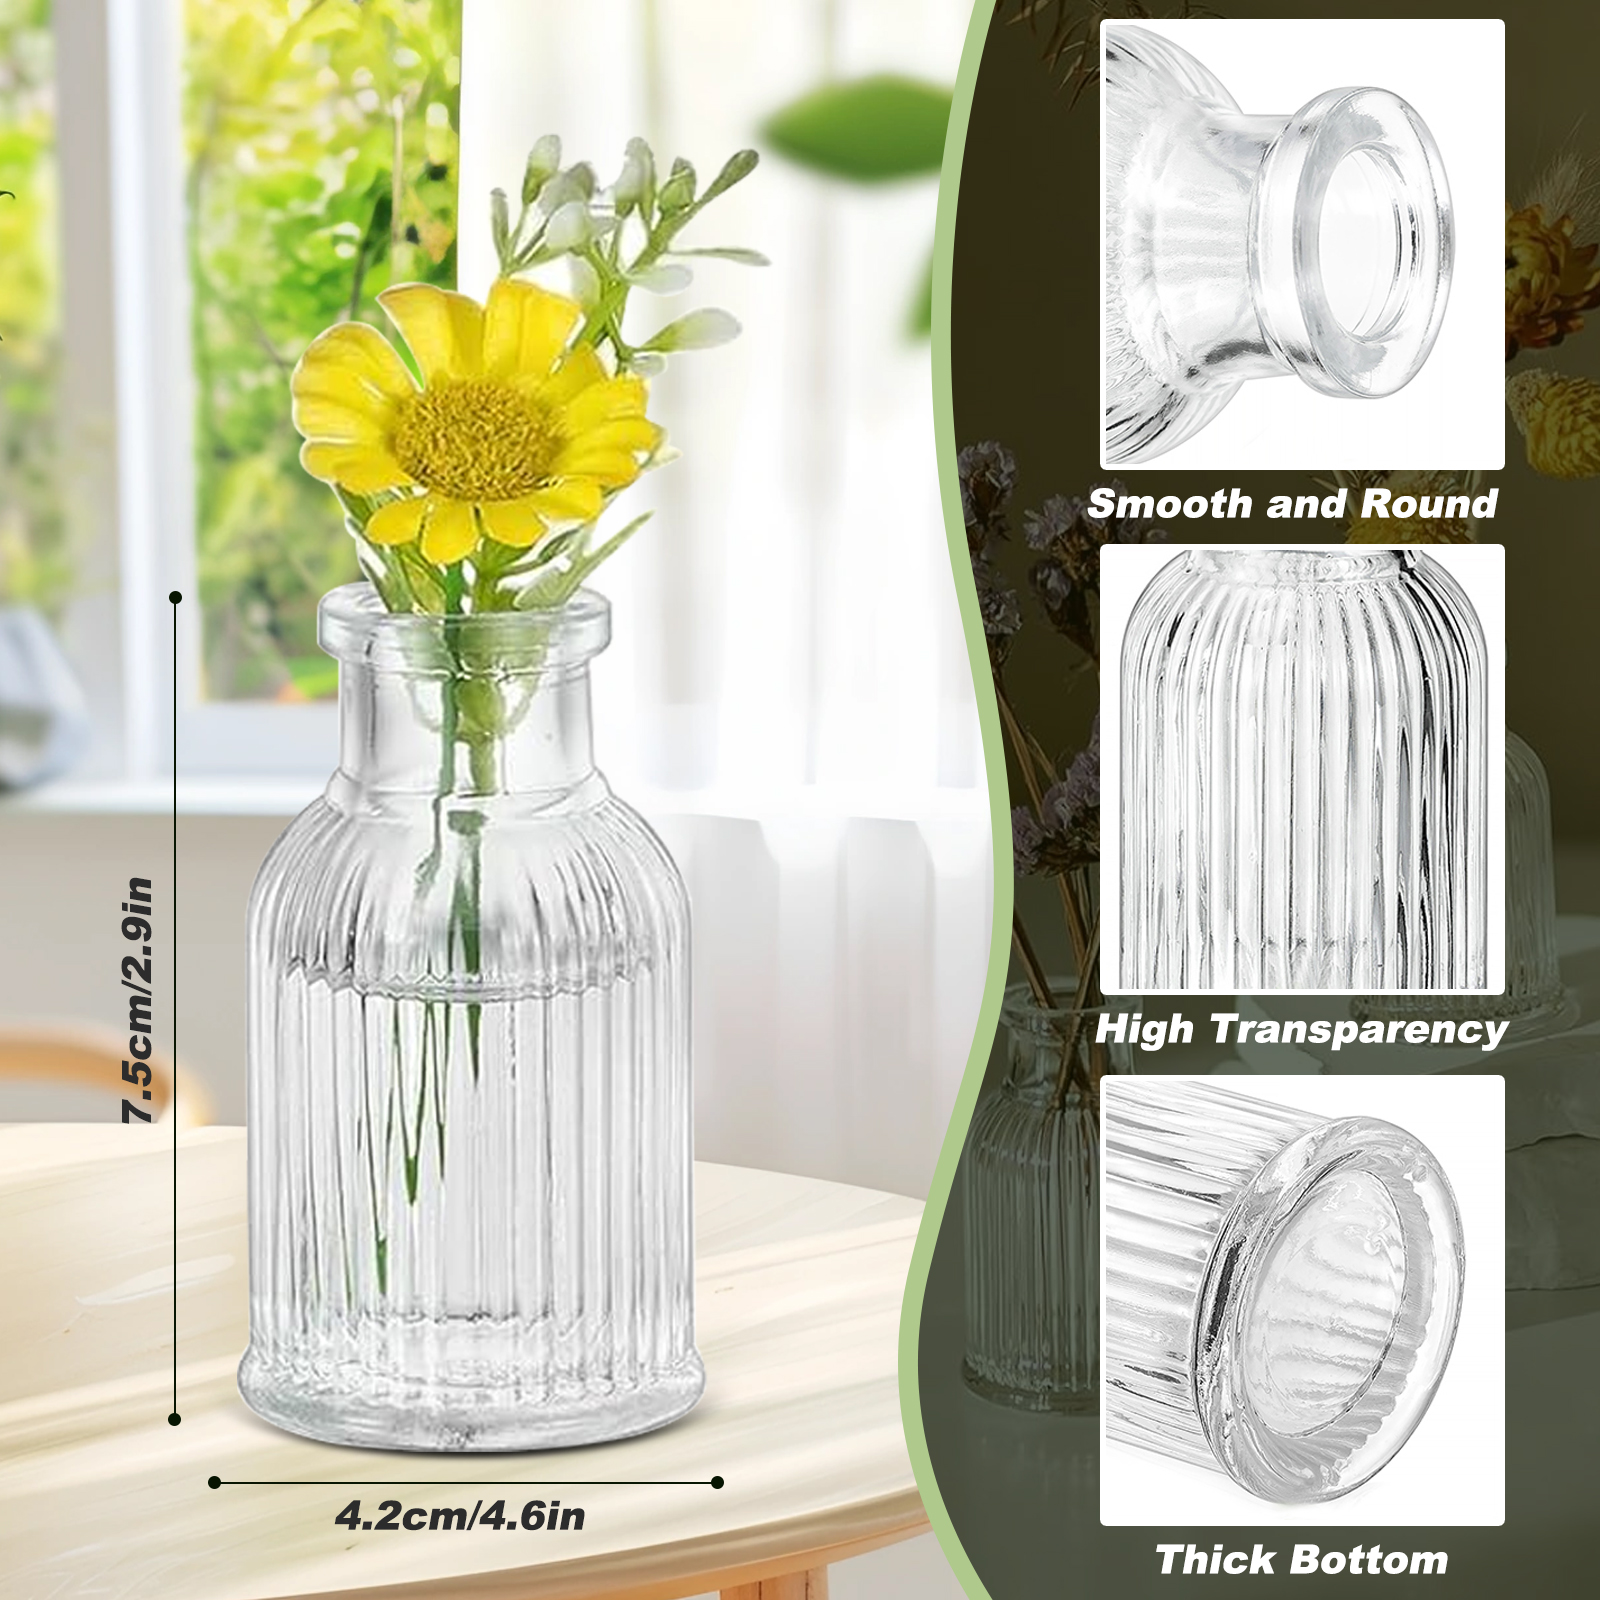 7.5cm/2.9in
4.2cm/4.6in
Smooth and Round
High Transparency
Thick Bottom